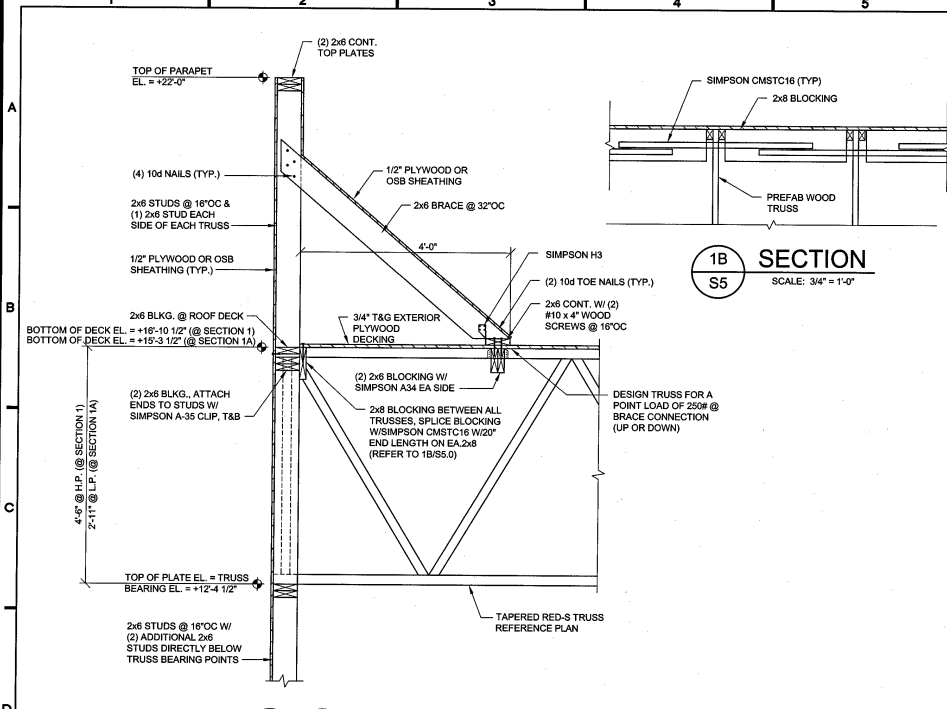 1 2 3 4 5
A
B
C
D
(2) 2x6 CONT.
TOP PLATES
TOP OF PARAPET
EL. = +22'-0"
(4) 10d NAILS (TYP.)
1/2" PLYWOOD OR
OSB SHEATHING
2x6 STUDS @ 16"OC &
(1) 2x6 STUD EACH
SIDE OF EACH TRUSS
2x6 BRACE @ 32"OC
4'-0"
1/2" PLYWOOD OR OSB
SHEATHING (TYP.)
SIMPSON H3
(2) 10d TOE NAILS (TYP.)
2x6 CONT. W/ (2)
#10 x 4" WOOD
SCREWS @ 16"OC
2x6 BLKG. @ ROOF DECK
BOTTOM OF DECK EL. = +16'-10 1/2" (@ SECTION 1)
BOTTOM OF DECK EL. = +15'-3 1/2" (@ SECTION 1A)
3/4" T&G EXTERIOR
PLYWOOD
DECKING
(2) 2x6 BLOCKING W/
SIMPSON A34 EA SIDE
(2) 2x6 BLKG., ATTACH
ENDS TO STUDS W/
SIMPSON A-35 CLIP, T&B
2x8 BLOCKING BETWEEN ALL
TRUSSES, SPLICE BLOCKING
W/SIMPSON CMSTC16 W/20"
END LENGTH ON EA.2x8
(REFER TO 1B/S5.0)
DESIGN TRUSS FOR A
POINT LOAD OF 250# @
BRACE CONNECTION
(UP OR DOWN)
4'-6" @ H.P. (@ SECTION 1)
2'-11" @ L.P. (@ SECTION 1A)
TOP OF PLATE EL. = TRUSS
BEARING EL. = +12'-4 1/2"
TAPERED RED-S TRUSS
REFERENCE PLAN
2x6 STUDS @ 16"OC W/
(2) ADDITIONAL 2x6
STUDS DIRECTLY BELOW
TRUSS BEARING POINTS
SIMPSON CMSTC16 (TYP)
2x8 BLOCKING
PREFAB WOOD
TRUSS
1B
S5
SECTION
SCALE: 3/4" = 1'-0"